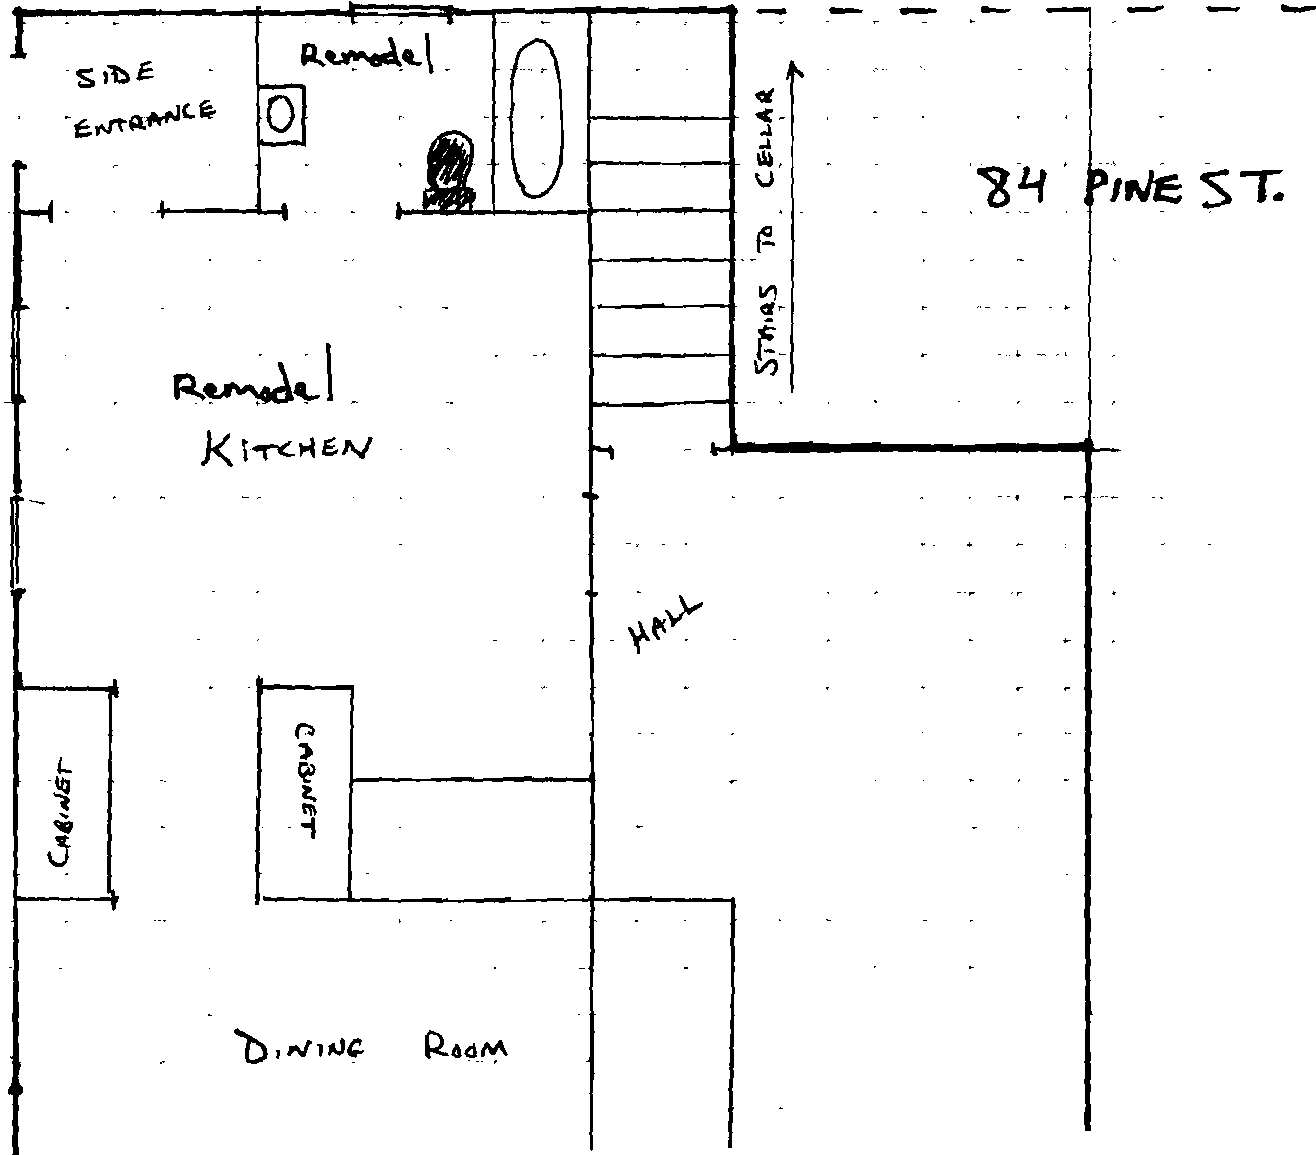 Remodel
SIDE
ENTRANCE
STAIRS TO CELLAR
84 PINE ST.
Remodel
KITCHEN
HALL
CABINET
CABINET
DINING ROOM